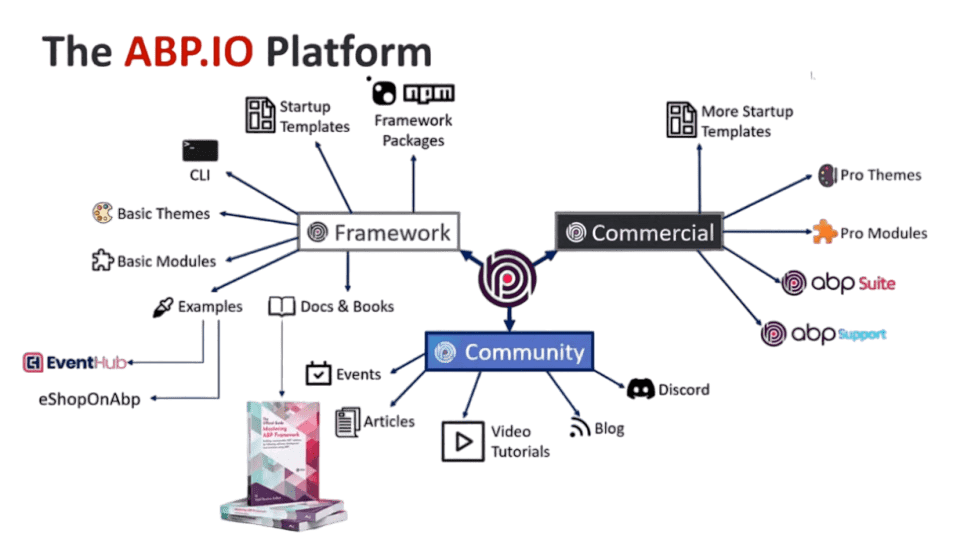 The ABP.IO Platform
Startup
Templates
npm
Framework
Packages
More Startup
Templates
CLI
Pro Themes
Basic Themes
Framework
Commercial
Pro Modules
Basic Modules
abp Suite
Examples
Docs & Books
abp Support
Community
EventHub
Events
Discord
eShopOnAbp
Articles
Video
Tutorials
Blog
Mastering
ABP Framework